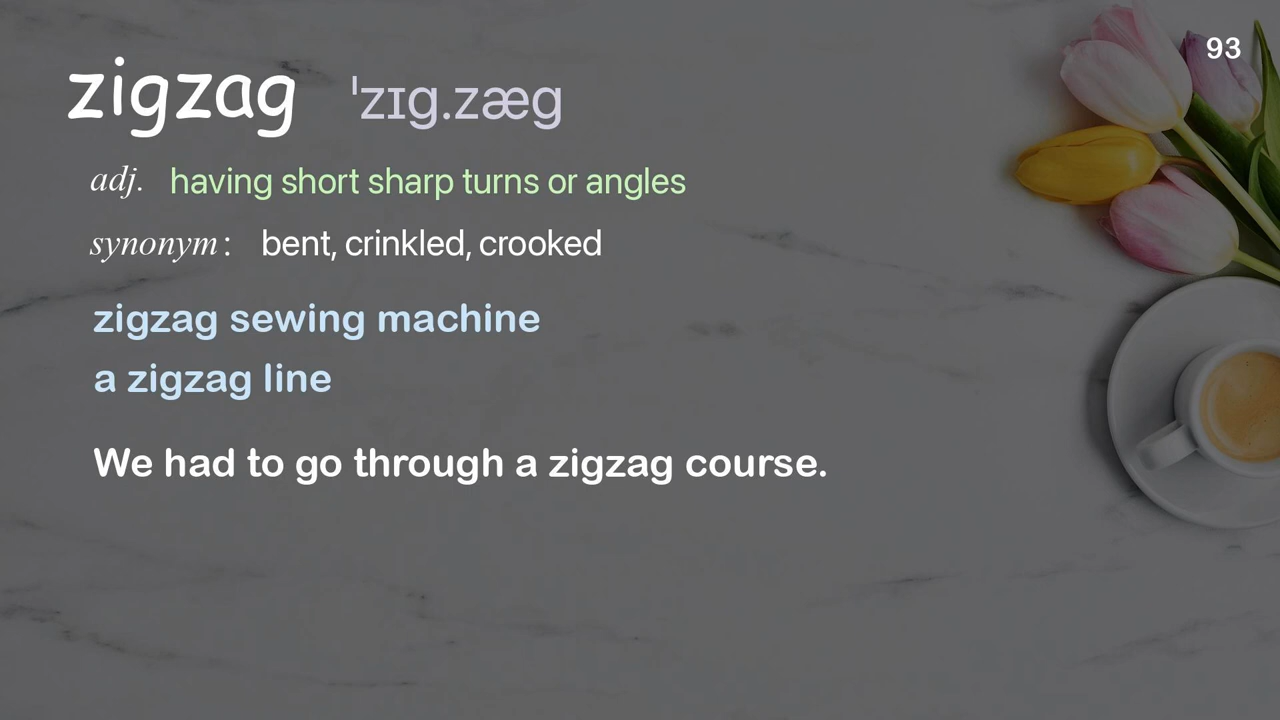 93
zigzag ˈzɪg.zæg
adj. having short sharp turns or angles
synonym: bent, crinkled, crooked
zigzag sewing machine
a zigzag line
We had to go through a zigzag course.